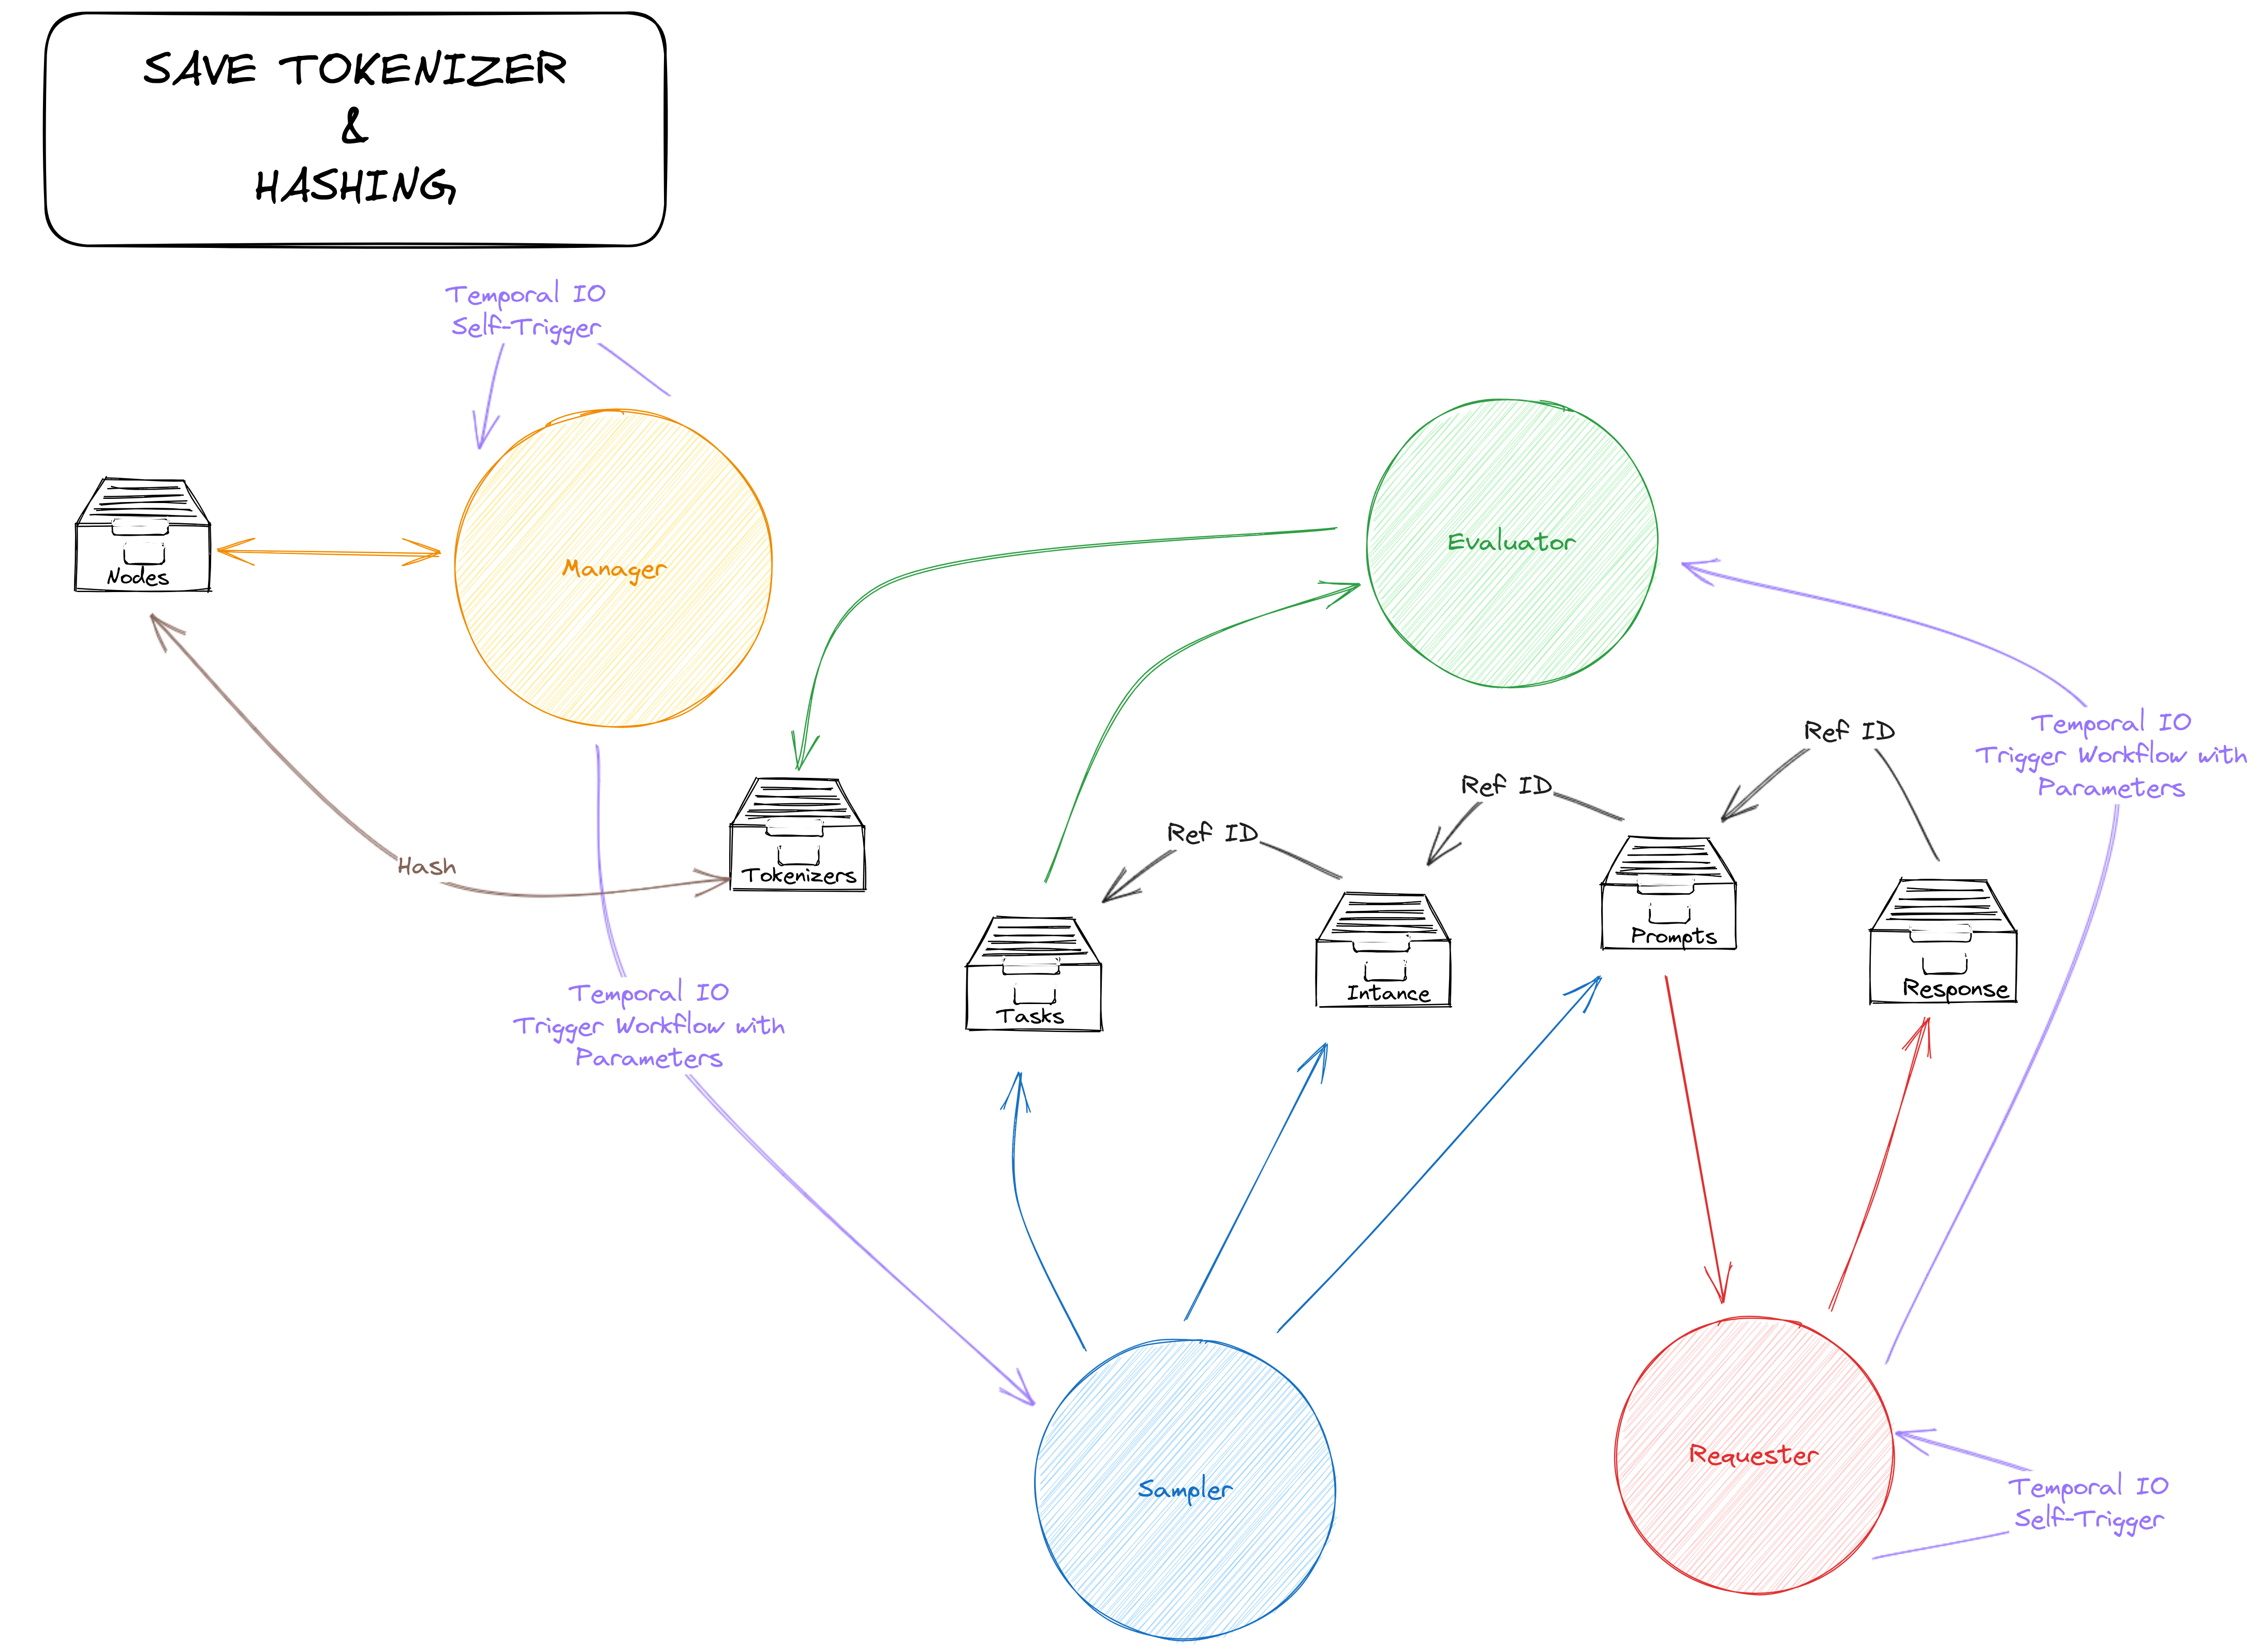 SAVE TOKENIZER
&
HASHING
Temporal IO
Self-Trigger
Nodes
Manager
Evaluator
Hash
Tokenizers
Temporal IO
Trigger Workflow with
Parameters
Ref ID
Ref ID
Ref ID
Tasks
Intance
Prompts
Response
Temporal IO
Trigger Workflow with
Parameters
Sampler
Requester
Temporal IO
Self-Trigger